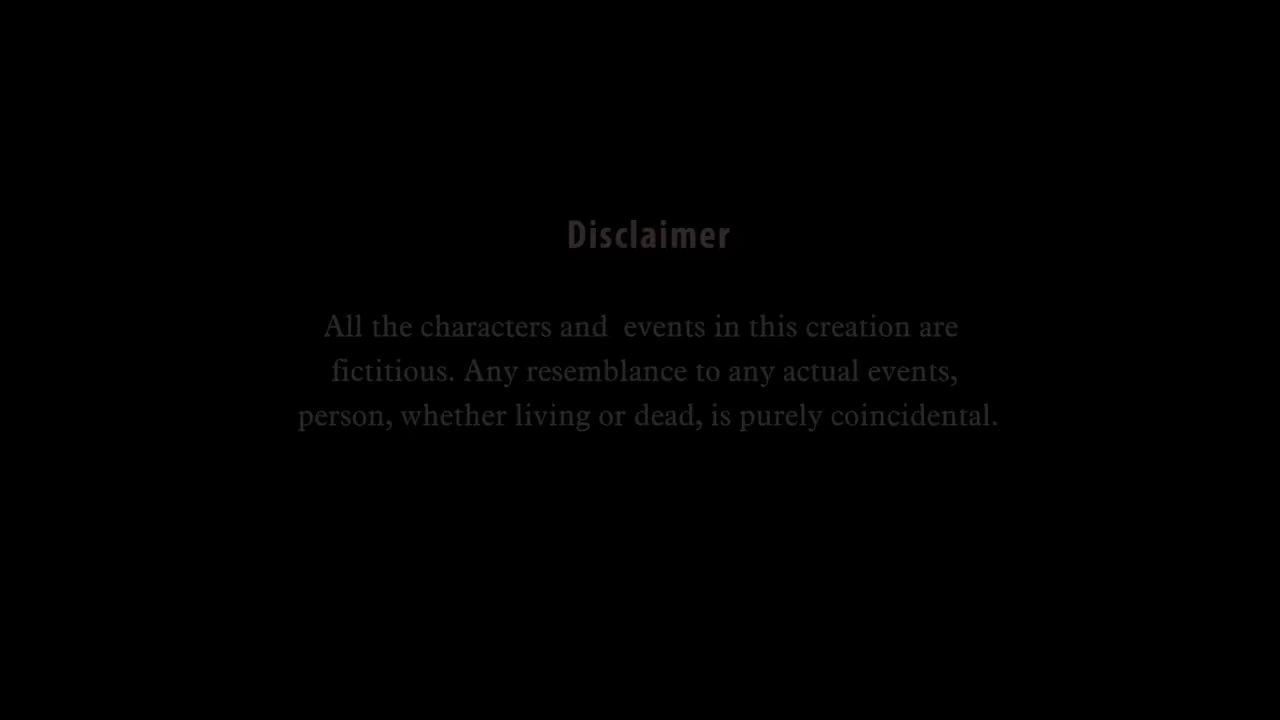 Disclaimer
All the characters and  events in this creation are
fictitious. Any resemblance to any actual events,
person, whether living or dead, is purely coincidental.